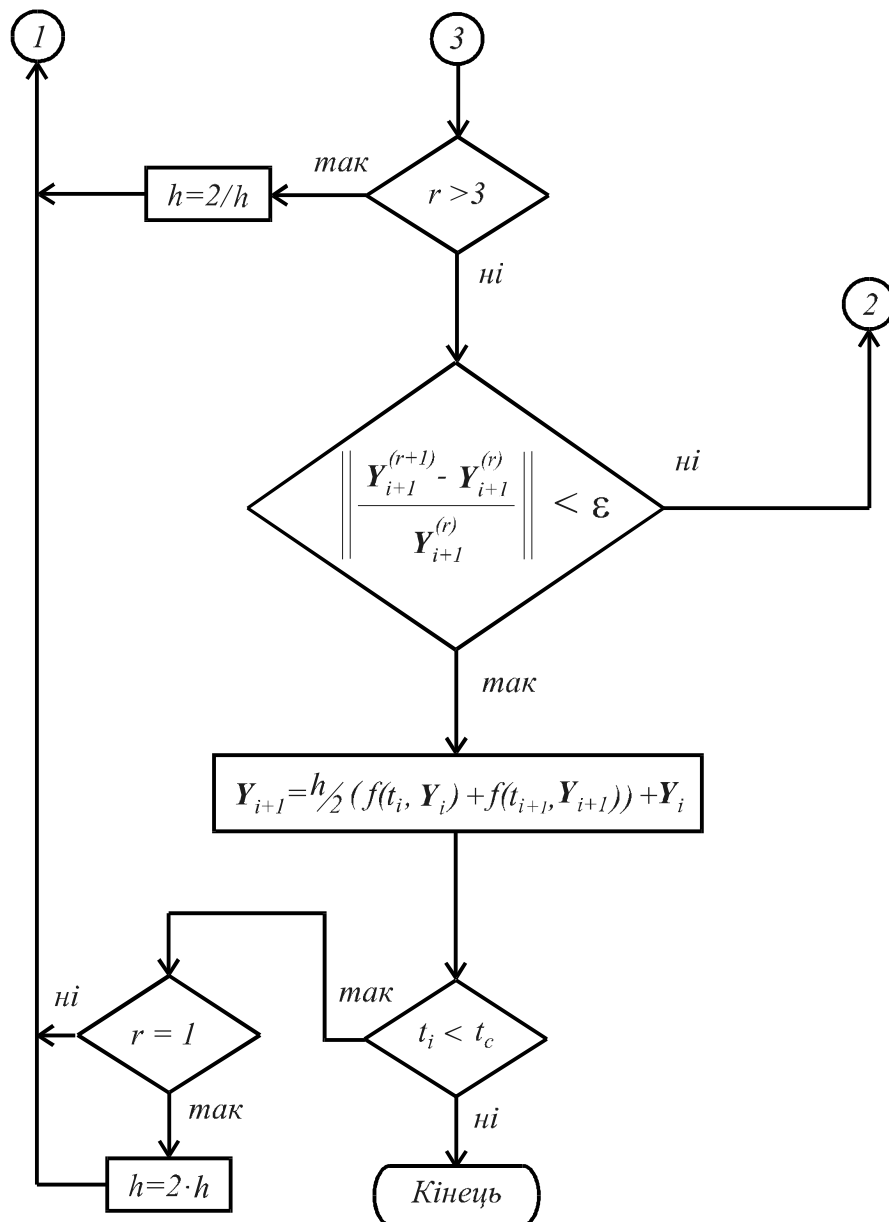 1
3
так
h=2/h
r >3
ні
2
‖(Y_{i+1}^{(r+1)} - Y_{i+1}^{(r)}) / Y_{i+1}^{(r)}‖ < ε
ні
так
Y_{i+1}=h/2 (f(t_i, Y_i)+f(t_{i+1},Y_{i+1}))+Y_i
ні
так
r = 1
t_i < t_c
так
ні
h=2·h
Кінець